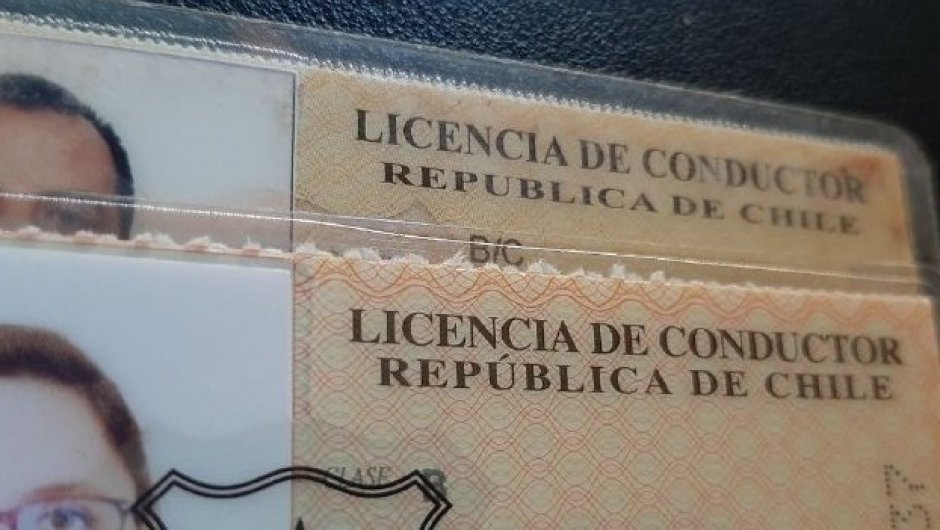 LICENCIA DE CONDUCTOR
REPUBLICA DE CHILE
B/C
LICENCIA DE CONDUCTOR
REPÚBLICA DE CHILE
CLASE B